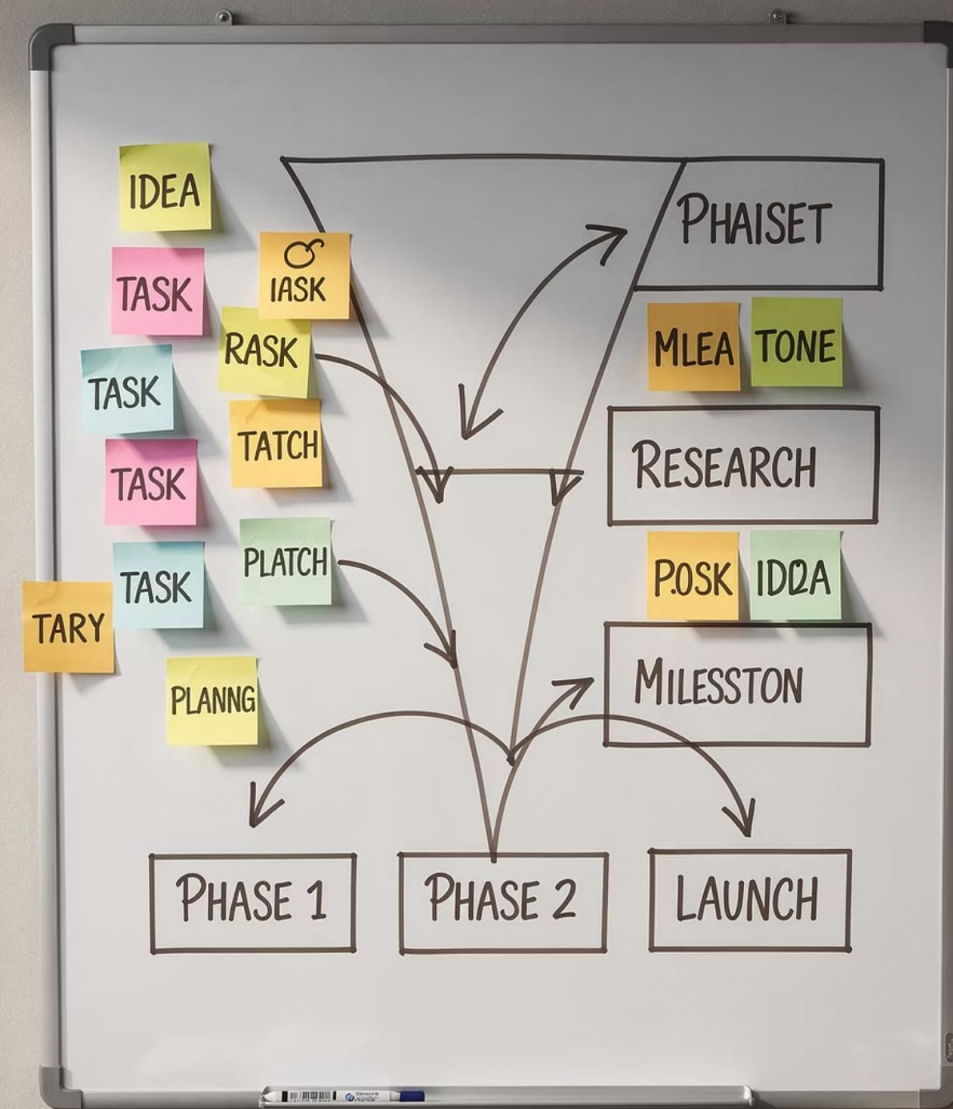 IDEA
TASK
IASK
RASK
TASK
TATCH
TASK
PLATCH
TASK
TARY
PLANNG
PHAISET
MLEA TONE
RESEARCH
P.OSK
MILESSTON
PHASE 1
PHASE 2
LAUNCH